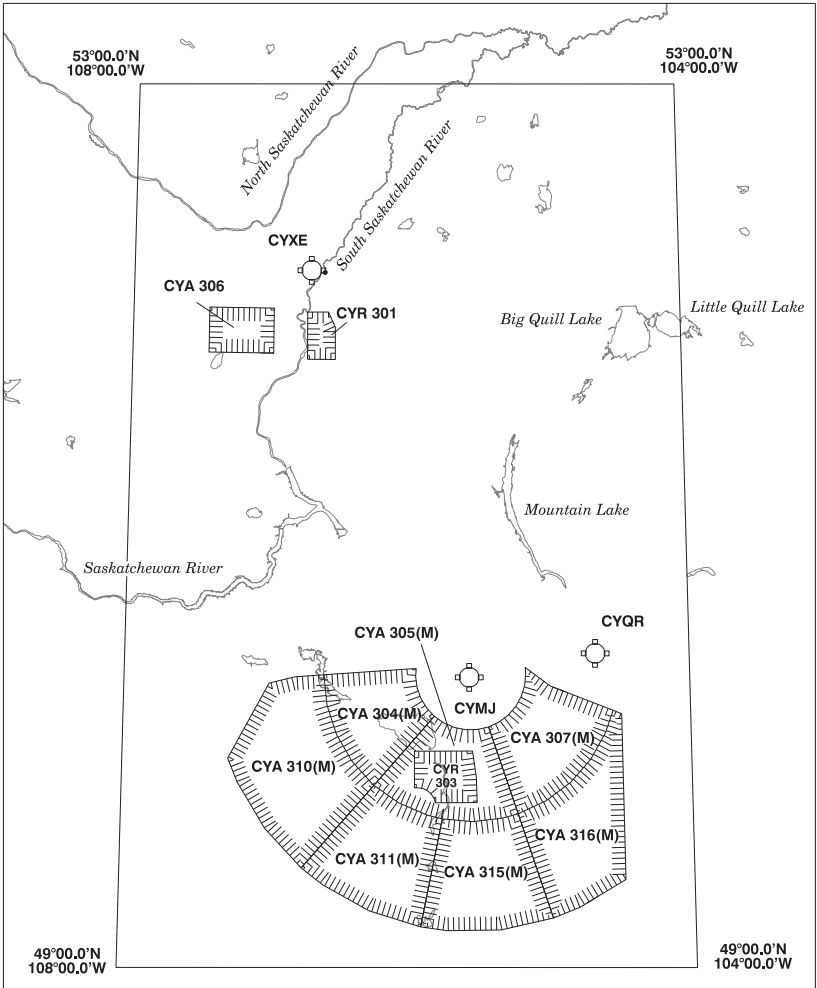 53°00.0'N
108°00.0'W
53°00.0'N
104°00.0'W
North Saskatchewan River
South Saskatchewan River
CYXE
CYA 306
CYR 301
Big Quill Lake
Little Quill Lake
Mountain Lake
Saskatchewan River
CYQR
CYA 305(M)
CYMJ
CYA 304(M)
CYA 307(M)
CYA 310(M)
CYR
303
CYA 316(M)
CYA 311(M)
CYA 315(M)
49°00.0'N
108°00.0'W
49°00.0'N
104°00.0'W